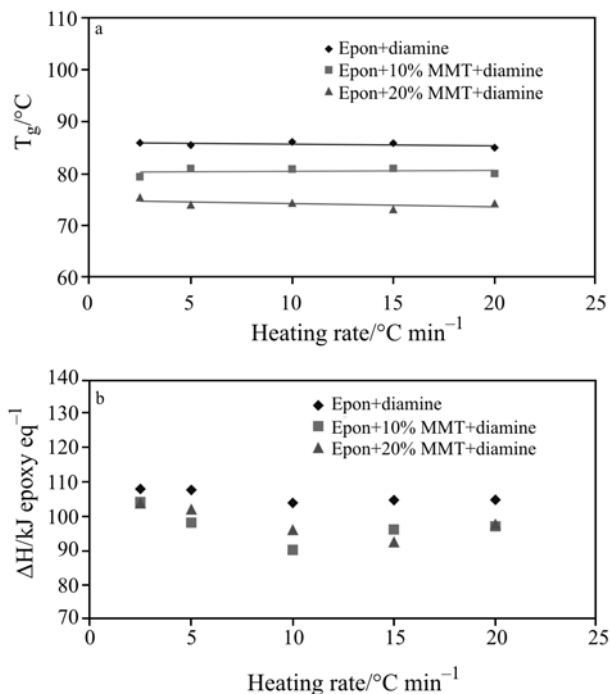 110
a
◆ Epon+diamine
■ Epon+10% MMT+diamine
▲ Epon+20% MMT+diamine
100
90
80
70
60
T_g/°C
0 5 10 15 20 25
Heating rate/°C min⁻¹
140
b
◆ Epon+diamine
■ Epon+10% MMT+diamine
▲ Epon+20% MMT+diamine
130
120
110
100
90
80
70
ΔH/kJ epoxy eq⁻¹
0 5 10 15 20 25
Heating rate/°C min⁻¹